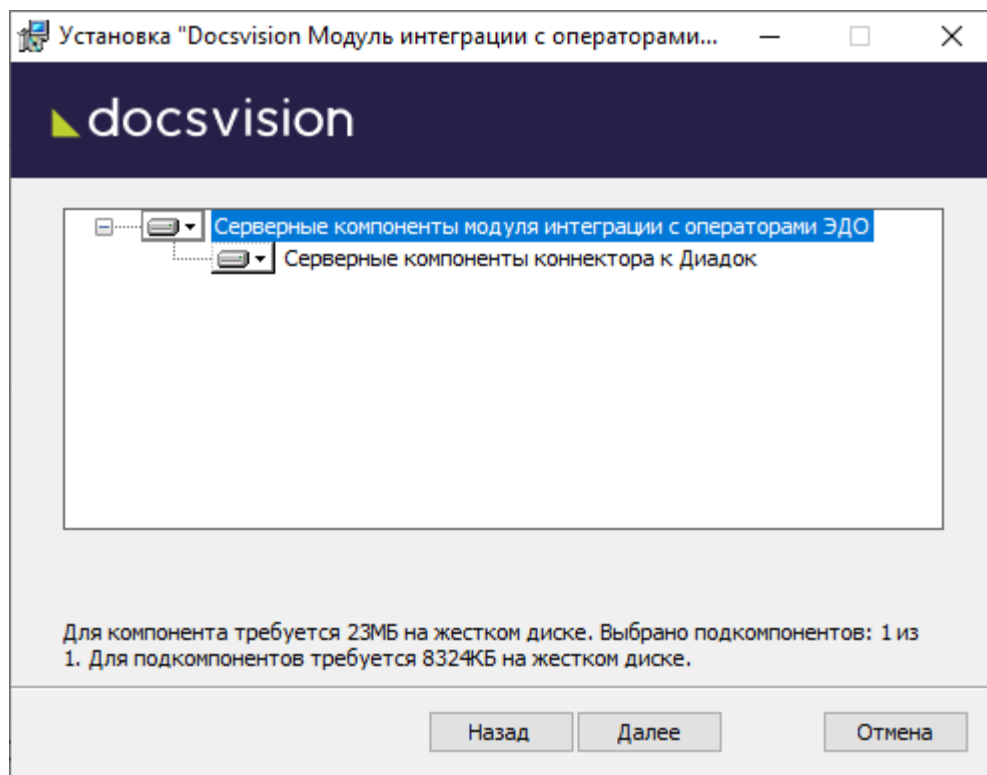 Установка "Docsvision Модуль интеграции с операторами...
docsvision
Серверные компоненты модуля интеграции с операторами ЭДО
Серверные компоненты коннектора к Диадок
Для компонента требуется 23МБ на жестком диске. Выбрано подкомпонентов: 1 из
1. Для подкомпонентов требуется 8324КБ на жестком диске.
Назад Далее Отмена